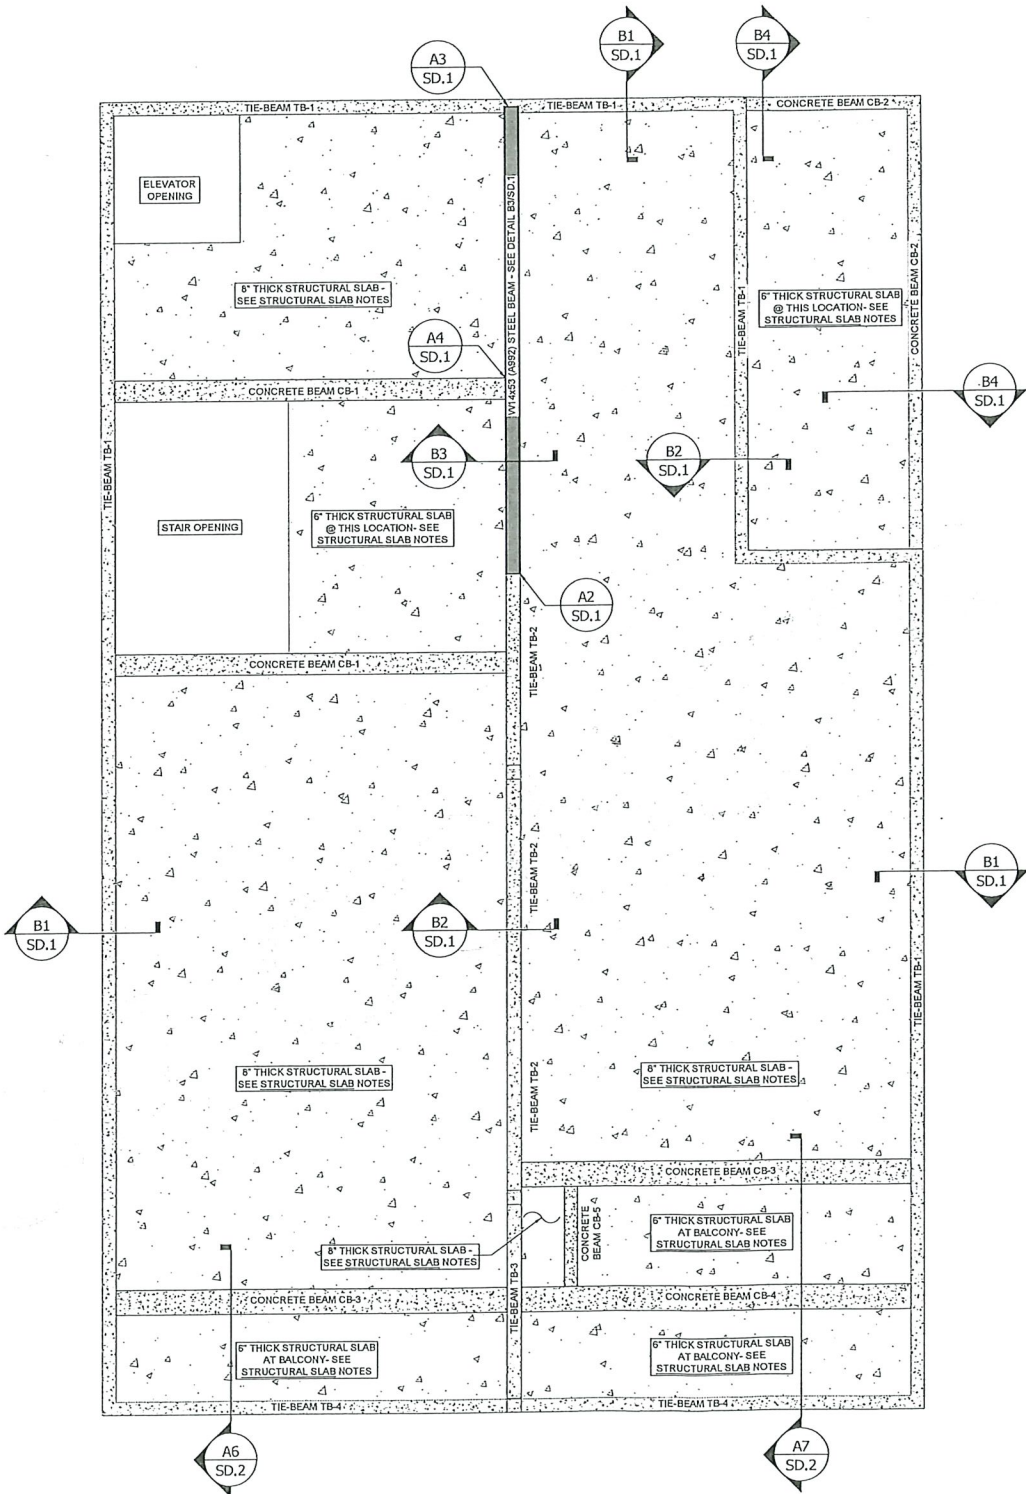 B1
SD.1
B4
SD.1
A3
SD.1
TIE-BEAM TB-1
TIE-BEAM TB-1
CONCRETE BEAM CB-2
ELEVATOR
OPENING
W14x53 (A992) STEEL BEAM - SEE DETAIL B3/SD.1
8" THICK STRUCTURAL SLAB -
SEE STRUCTURAL SLAB NOTES
TIE-BEAM TB-1
6" THICK STRUCTURAL SLAB
@ THIS LOCATION- SEE
STRUCTURAL SLAB NOTES
CONCRETE BEAM CB-2
A4
SD.1
CONCRETE BEAM CB-1
B4
SD.1
TIE-BEAM TB-1
B3
SD.1
B2
SD.1
STAIR OPENING
6" THICK STRUCTURAL SLAB
@ THIS LOCATION- SEE
STRUCTURAL SLAB NOTES
A2
SD.1
TIE-BEAM TB-2
CONCRETE BEAM CB-1
TIE-BEAM TB-2
B1
SD.1
B1
SD.1
B2
SD.1
TIE-BEAM TB-1
8" THICK STRUCTURAL SLAB -
SEE STRUCTURAL SLAB NOTES
TIE-BEAM TB-2
8" THICK STRUCTURAL SLAB -
SEE STRUCTURAL SLAB NOTES
CONCRETE BEAM CB-3
CONCRETE
BEAM CB-5
6" THICK STRUCTURAL SLAB
AT BALCONY- SEE
STRUCTURAL SLAB NOTES
8" THICK STRUCTURAL SLAB -
SEE STRUCTURAL SLAB NOTES
TIE-BEAM TB-3
CONCRETE BEAM CB-3
CONCRETE BEAM CB-4
6" THICK STRUCTURAL SLAB
AT BALCONY- SEE
STRUCTURAL SLAB NOTES
6" THICK STRUCTURAL SLAB
AT BALCONY- SEE
STRUCTURAL SLAB NOTES
TIE-BEAM TB-4
TIE-BEAM TB-4
A6
SD.2
A7
SD.2